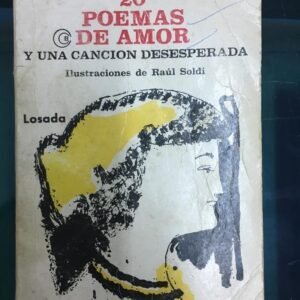 20
POEMAS
DE AMOR
Y UNA CANCION DESESPERADA
Ilustraciones de Raúl Soldi
Losada